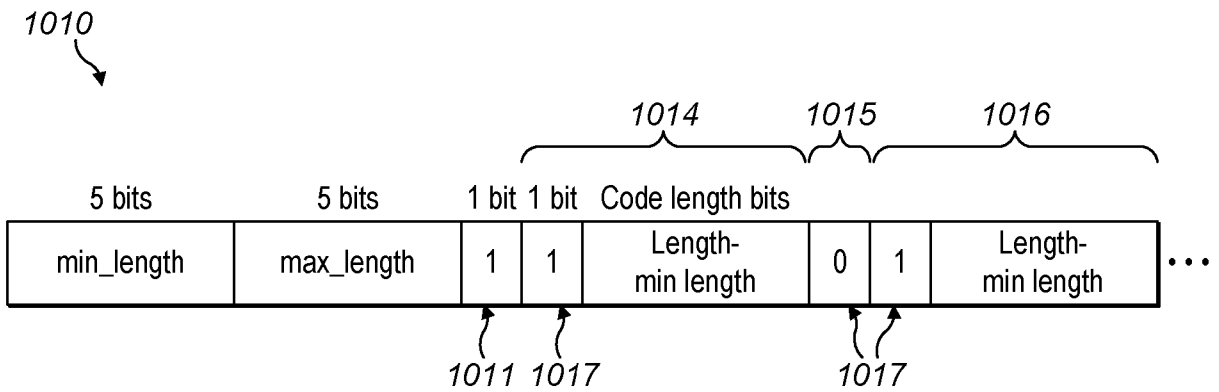 1010
1014 1015 1016
5 bits 5 bits 1 bit 1 bit Code length bits
min_length max_length 1 1 Length- 0 1 Length-
min length min length
1011 1017 1017